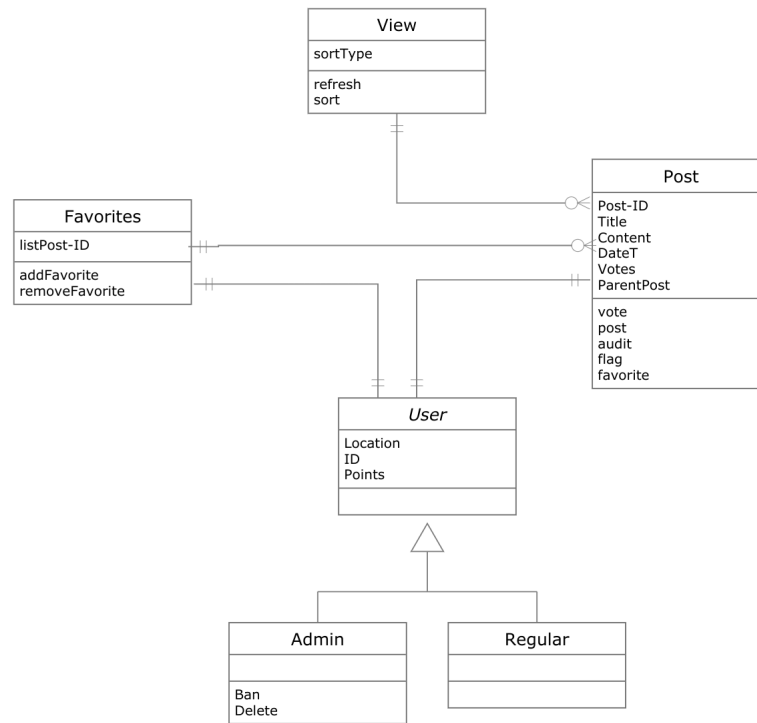 View
sortType
refresh
sort
Post
Post-ID
Title
Content
DateT
Votes
ParentPost
vote
post
audit
flag
favorite
Favorites
listPost-ID
addFavorite
removeFavorite
User
Location
ID
Points
Admin
Ban
Delete
Regular